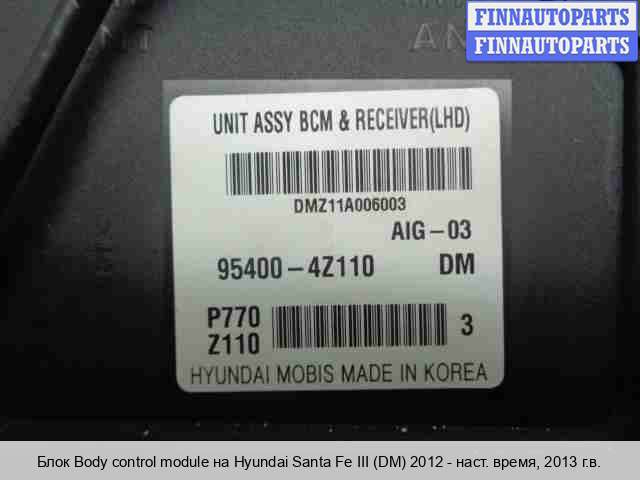 FINNAUTOPARTS
FINNAUTOPARTS
UNIT ASSY BCM & RECEIVER(LHD)
DMZ11A006003
AIG-03
95400-4Z110 DM
P770
Z110
3
HYUNDAI MOBIS MADE IN KOREA
Блок Body control module на Hyundai Santa Fe III (DM) 2012 - наст. время, 2013 г.в.